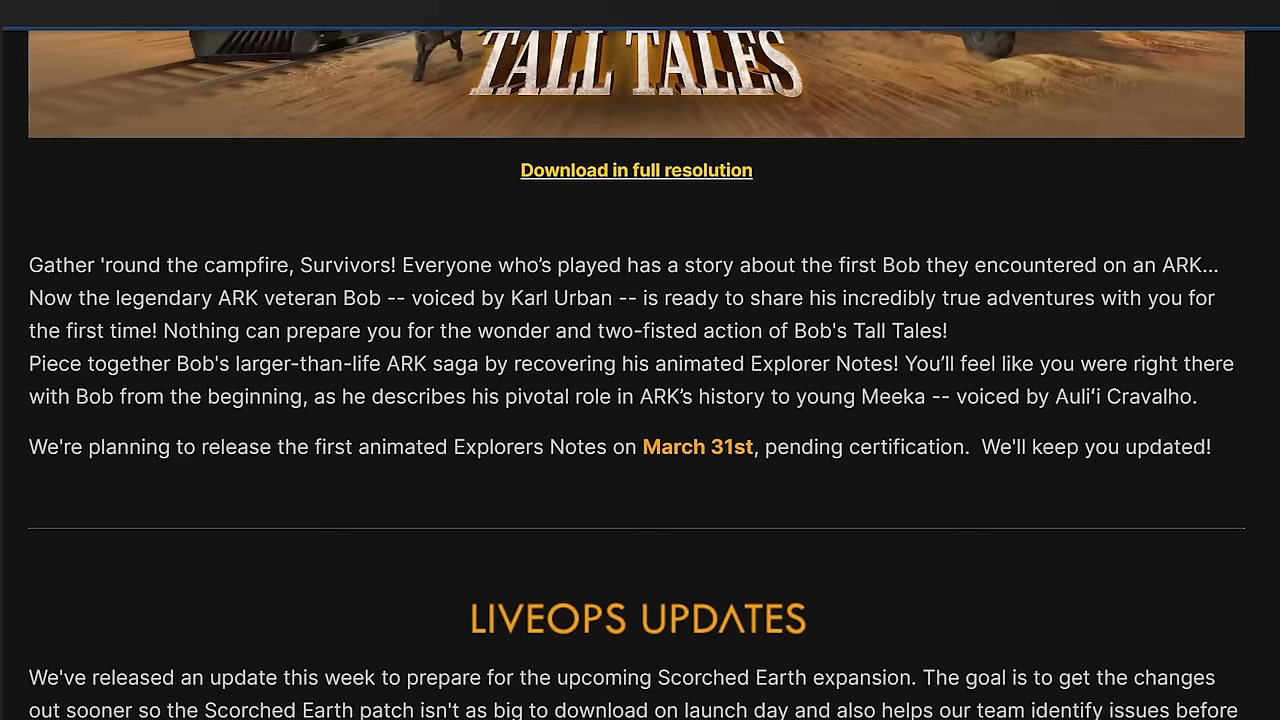 TALL TALES
Download in full resolution
Gather 'round the campfire, Survivors! Everyone who’s played has a story about the first Bob they encountered on an ARK...
Now the legendary ARK veteran Bob -- voiced by Karl Urban -- is ready to share his incredibly true adventures with you for
the first time! Nothing can prepare you for the wonder and two-fisted action of Bob's Tall Tales!
Piece together Bob's larger-than-life ARK saga by recovering his animated Explorer Notes! You’ll feel like you were right there
with Bob from the beginning, as he describes his pivotal role in ARK’s history to young Meeka -- voiced by Auliʻi Cravalho.
We're planning to release the first animated Explorers Notes on March 31st, pending certification.  We'll keep you updated!
LIVEOPS UPDATES
We've released an update this week to prepare for the upcoming Scorched Earth expansion. The goal is to get the changes
out sooner so the Scorched Earth patch isn't as big to download on launch day and also helps our team identify issues before